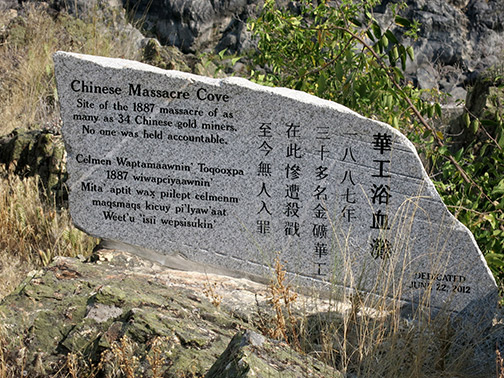 Chinese Massacre Cove
Site of the 1887 massacre of as
many as 34 Chinese gold miners.
No one was held accountable.
Celmen Waptamaawnin' Toqooxpa
1887 wiwapciyaawnin'
Mita' aptit wax piilept celmenm
maqsmaqs kicuy pi'lyaw'aat
Weet'u 'isii wepsisukin'
華工浴血灣
一八八七年
三十多名金礦華工
在此慘遭殺戳
至今無人入罪
DEDICATED
JUNE 22, 2012